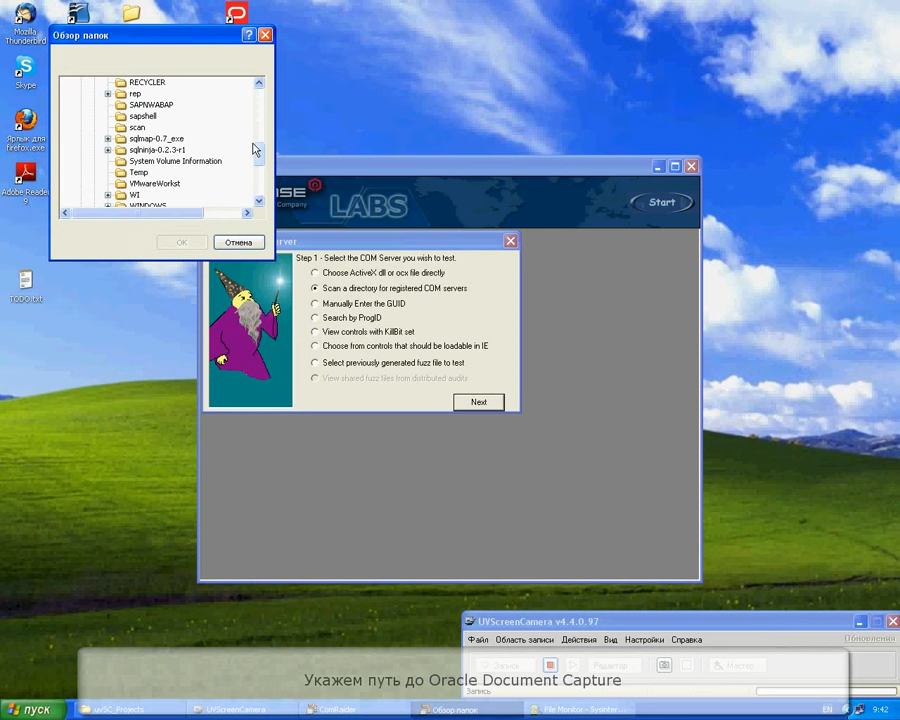 Mozilla
Thunderbird
Skype
Ярлык для
firefox.exe
Adobe Reader
9
TODO.txt
Обзор папок
RECYCLER
rep
SAPNWABAP
sapshell
scan
sqlmap-0.7_exe
sqlninja-0.2.3-r1
System Volume Information
Temp
VMwareWorkst
WI
WINDOWS
OK
Отмена
Company
LABS
Start
Step 1 - Select the COM Server you wish to test.
Choose ActiveX dll or ocx file directly
Scan a directory for registered COM servers
Manually Enter the GUID
Search by ProgID
View controls with KillBit set
Choose from controls that should be loadable in IE
Select previously generated fuzz file to test
View shared fuzz files from distributed audits
Next
UVScreenCamera v4.4.0.97
Файл Область записи Действия Вид Настройки Справка
Обновления
Запись Редактор Мастер
Укажем путь до Oracle Document Capture
Запись
пуск
uvSC_Projects
UVScreenCamera
ComRaider
Обзор папок
File Monitor - Sysinter...
EN
9:42